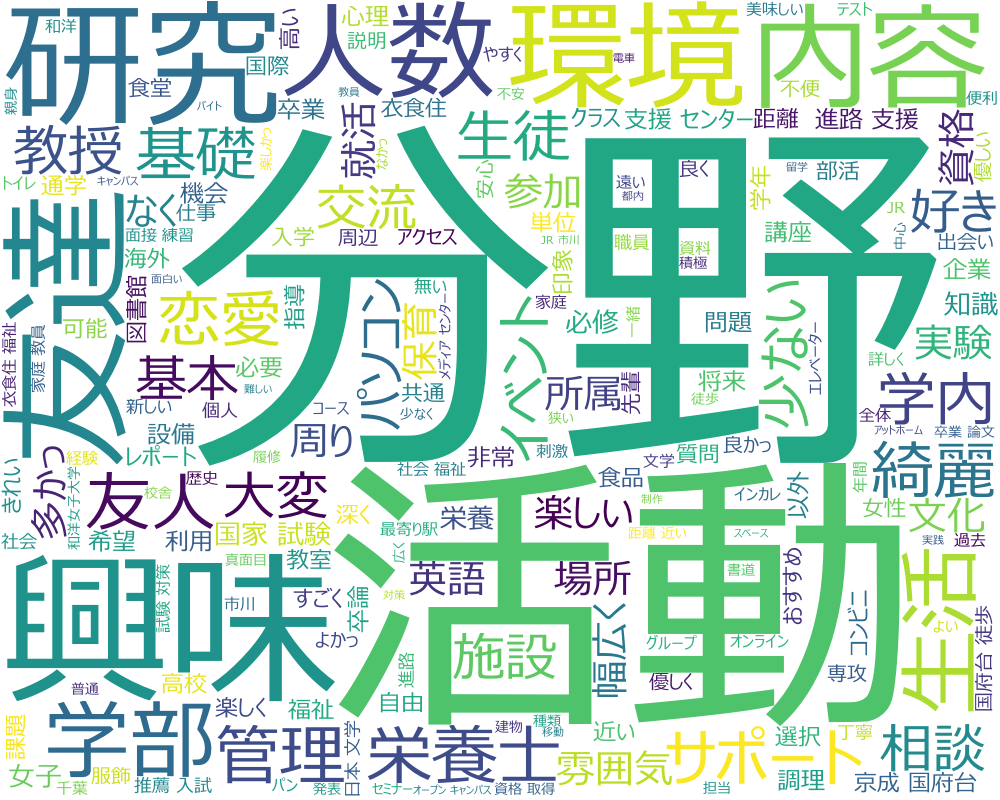 和洋
研究
人数
環境
内容
心理
高い
説明
やすく
電車
美味しい
テスト
親身
食堂
国際
バイト
卒業
衣食住
教員
不安
不便
便利
教授
基礎
就活
生徒
クラス
支援 センター
距離
進路 支援
資格
優しい
楽しかっ
なかっ
トイレ
通学
キャンパス
機会
安心
参加
遠い
都内
良く
留学
学年
部活
友達
分野
なく
仕事
交流
単位
職員
資料
積極
講座
JR
好き
出会い
中心
面接 練習
入学
周辺
アクセス
JR 市川
印象
企業
海外
面白い
図書館
恋愛
指導
無い
保育
メディア センター
イベント
家庭
必修
一緒
問題
少ない
エレベーター
知識
実験
詳しく
可能
家庭 教員
衣食住 福祉
基本
必要
パソコン
共通
所属
先輩
将来
徒歩
学内
新しい
個人
難しい
コース
少なく
狭い
全体
アットホーム
卒業 論文
設備
レポート
周り
刺激
良かっ
綺麗
きれい
多かっ
経験
校舎
歴史
履修
社会 福祉
非常
食品
文学
質問
以外
年間
和洋女子大学
友人
大変
深く
栄養
楽しい
制作
インカレ
女性
文化
社会
希望
利用
国家 試験
最寄り駅
広く
距離 近い
スペース
実践
過去
真面目
教室
英語
場所
幅広く
書道
おすすめ
コンビニ
生活
よい
国府台 徒歩
興味
活動
試験 対策
市川
すごく
卒論
対策
施設
グループ
オンライン
よかっ
進路
専攻
普通
高校
自由
優しく
課題
学部
楽しく
福祉
建物
種類
移動
近い
選択
丁寧
女子
千葉
服飾
管理 栄養士
日本 文学
雰囲気
サポート
相談
調理
京成 国府台
推薦 入試
パン
発表
セミナー
オープン キャンパス
資格 取得
担当